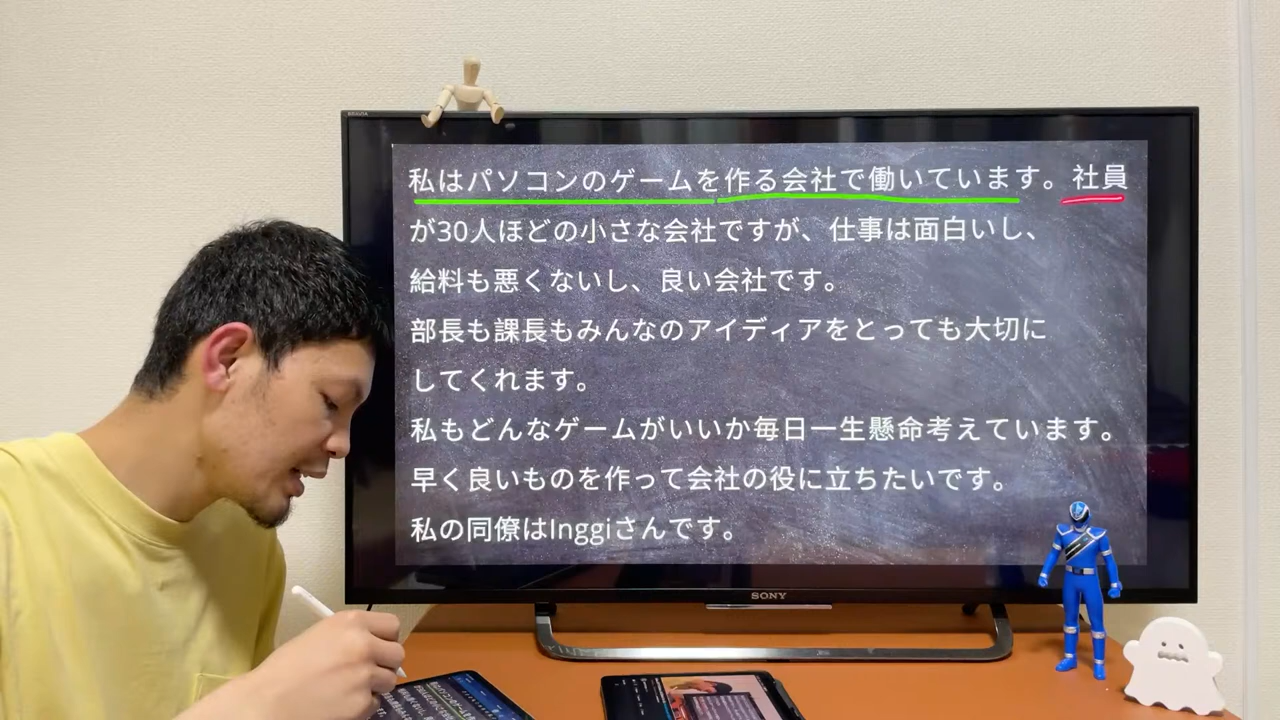 私はパソコンのゲームを作る会社で働いています。社員
が30人ほどの小さな会社ですが、仕事は面白いし、
給料も悪くないし、良い会社です。
部長も課長もみんなのアイディアをとっても大切に
してくれます。
私もどんなゲームがいいか毎日一生懸命考えています。
早く良いものを作って会社の役に立ちたいです。
私の同僚はInggiさんです。
SONY